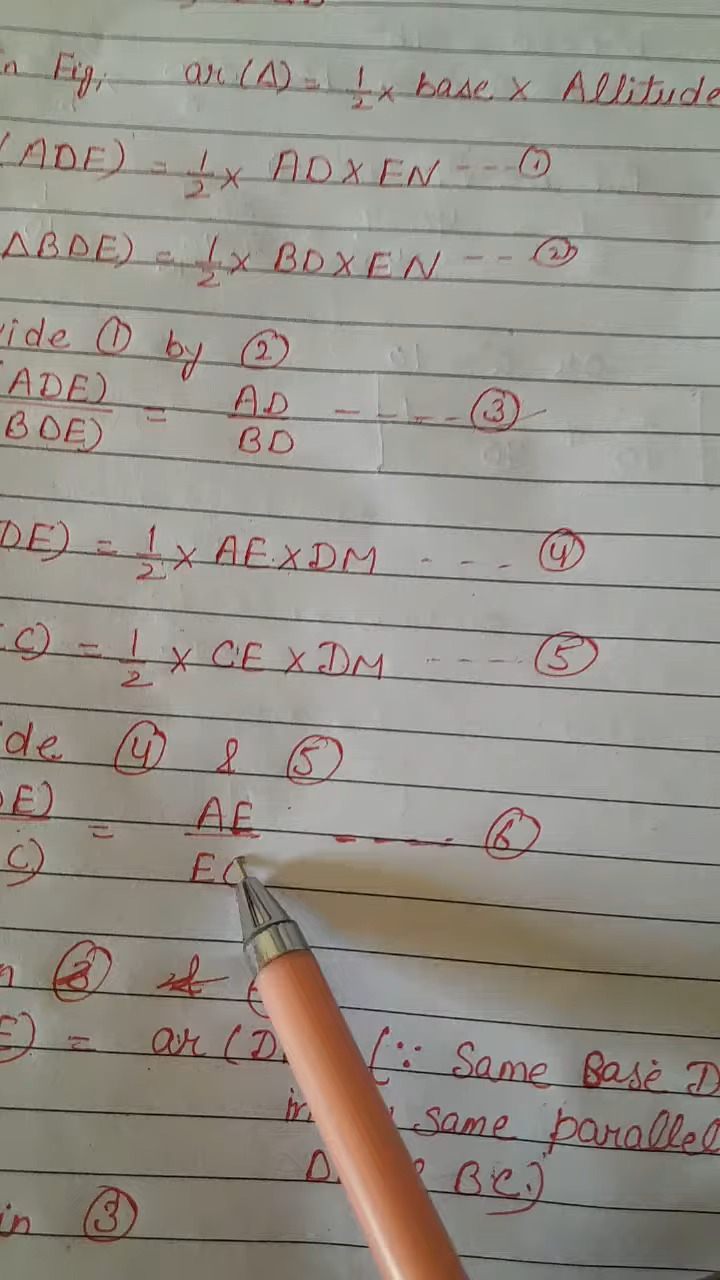 n Fig. ar(Δ) = 1/2 × base × Allitude
(ADE) = 1/2 × AD × EN --- ①
ΔBDE) = 1/2 × BD × EN --- ②
vide ① by ②
ADE) / BDE) = AD / BD ----- ③
DE) = 1/2 × AE × DM --- ④
C) = 1/2 × CE × DM ---- ⑤
ide ④ & ⑤
DE) / C) = AE / EC ----- ⑥
n
E) = ar(D (∵ Same Base D
same parallel
BC.)
in ③